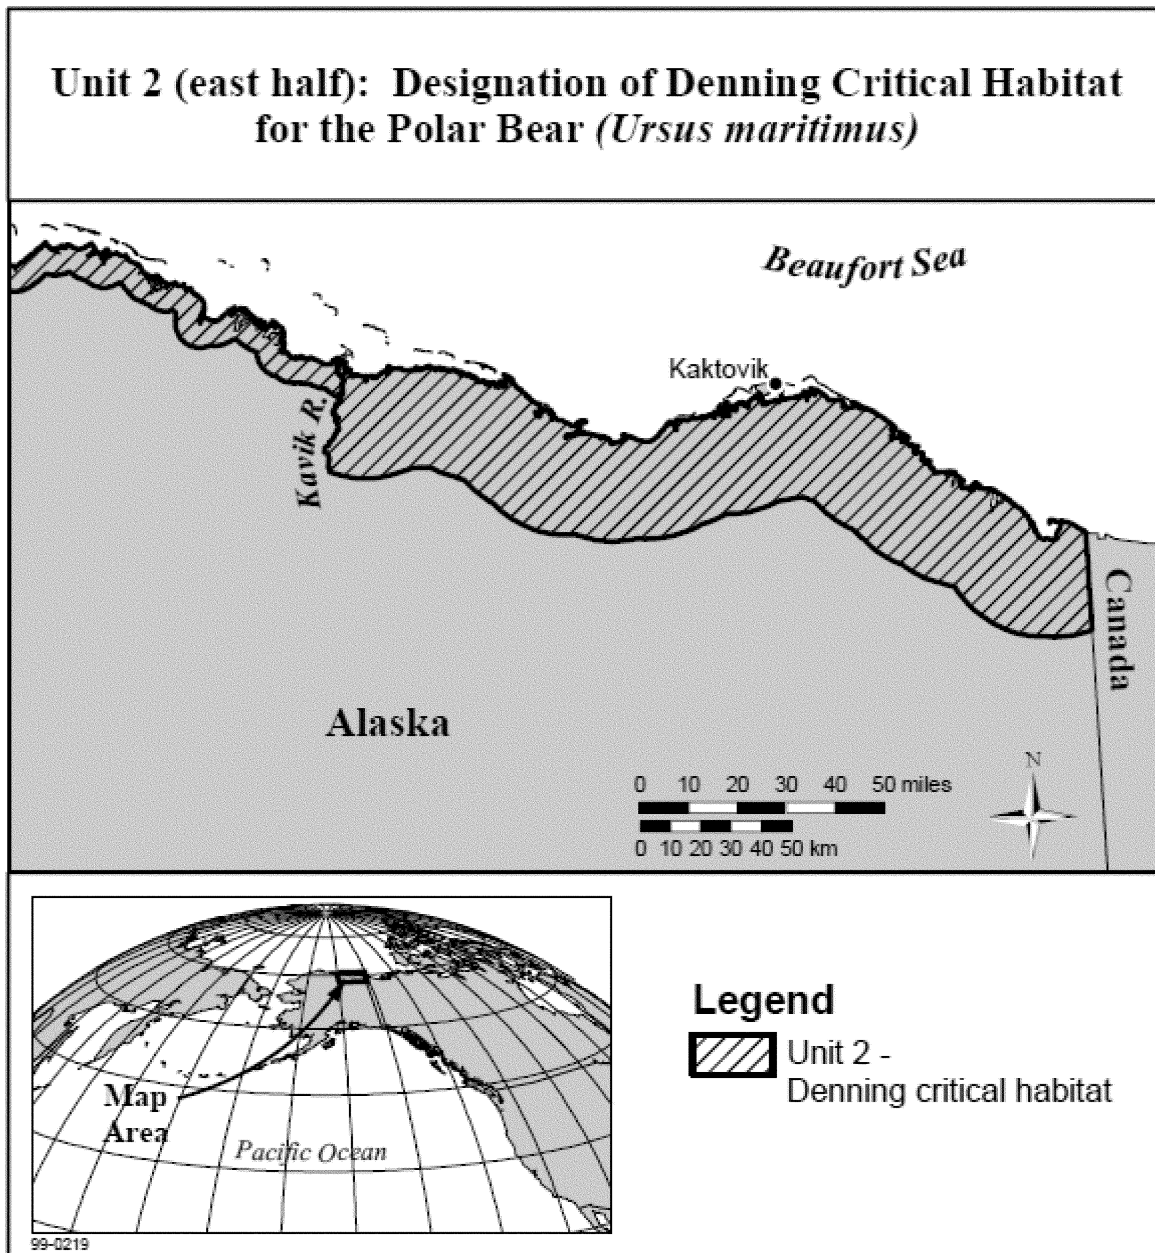 Unit 2 (east half):  Designation of Denning Critical Habitat
for the Polar Bear (Ursus maritimus)
Beaufort Sea
Kaktovik
Kavik R.
Canada
Alaska
N
0 10 20 30 40 50 miles
0 10 20 30 40 50 km
Map
Area
Pacific Ocean
99-0219
Legend
Unit 2 -
Denning critical habitat